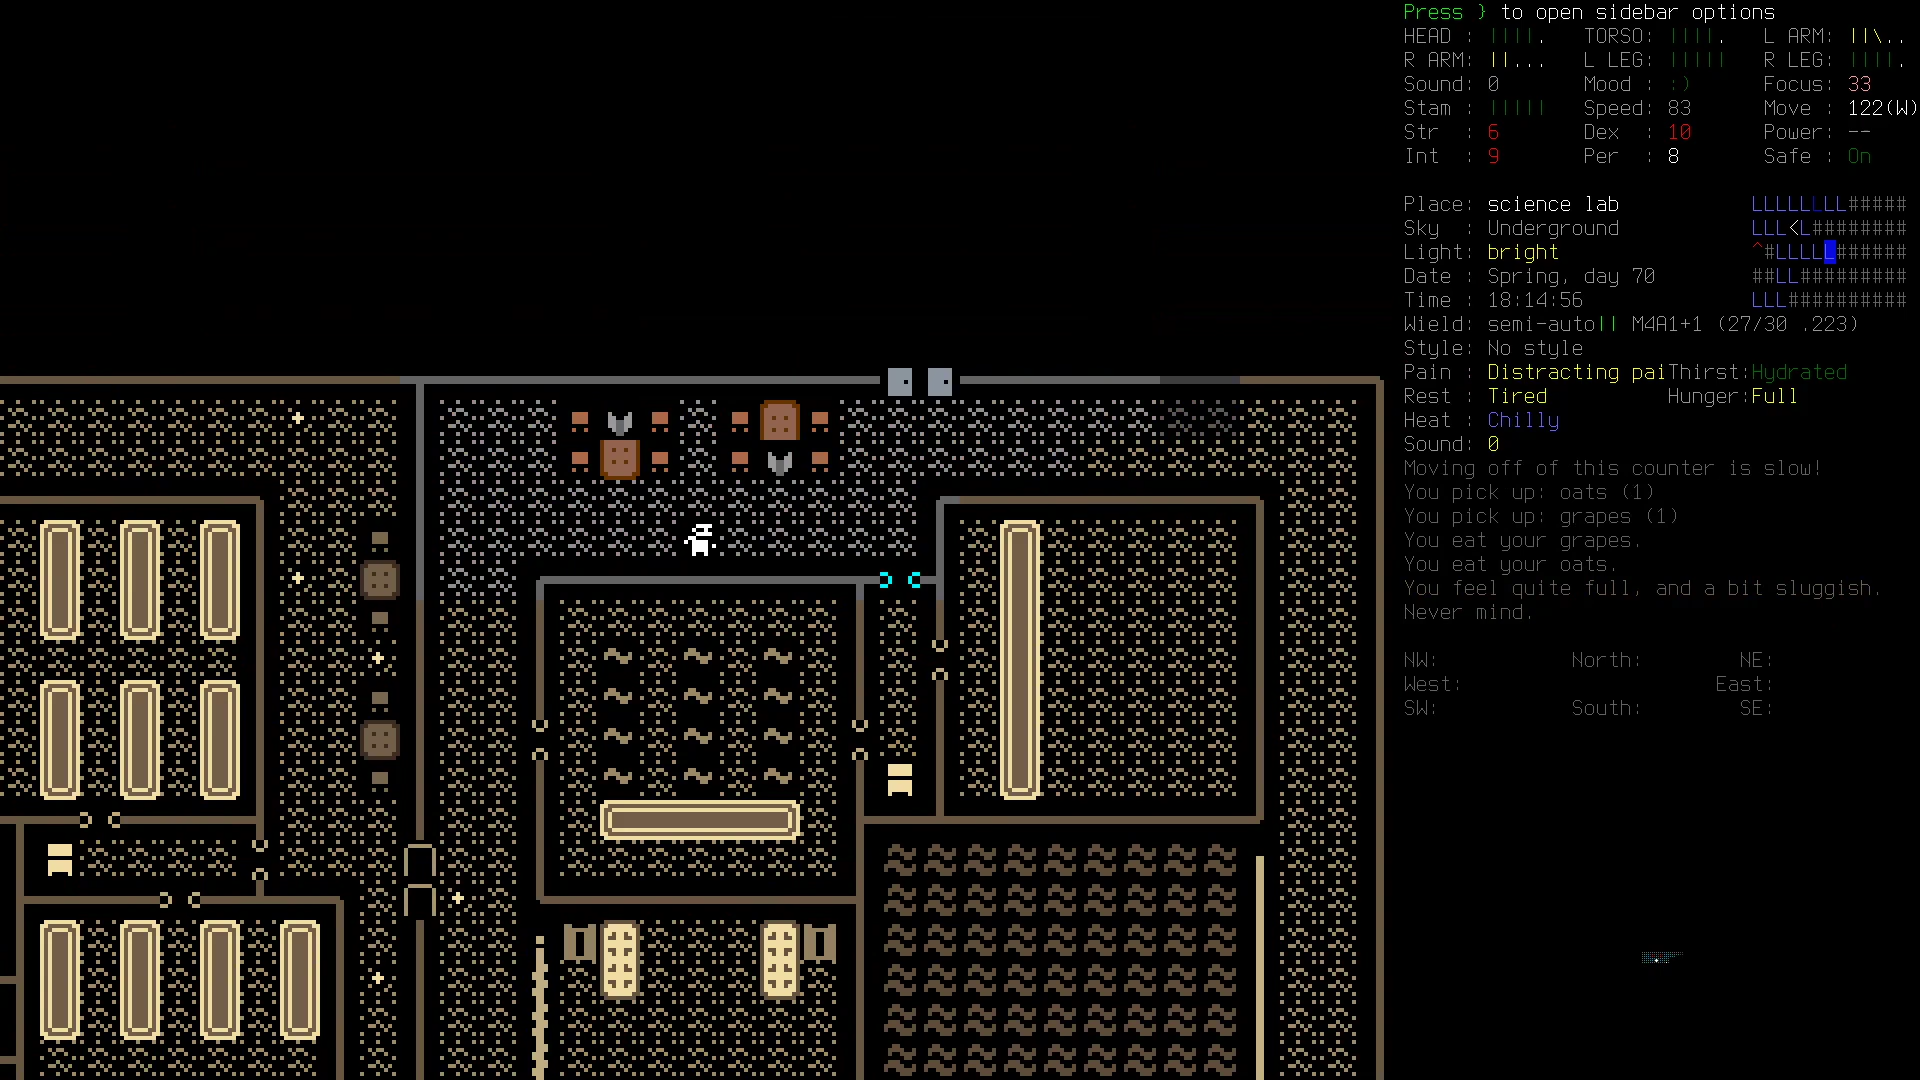 Press } to open sidebar options
HEAD : ||||. TORSO: ||||. L ARM: ||\..
R ARM: ||... L LEG: ||||| R LEG: ||||.
Sound: 0 Mood : :) Focus: 33
Stam : ||||| Speed: 83 Move : 122(W)
Str : 6 Dex : 10 Power: --
Int : 9 Per : 8 Safe : On
Place: science lab LLLLLLLL#####
Sky : Underground LLL<L########
Light: bright ^#LLLLL######
Date : Spring, day 70 ##LL#########
Time : 18:14:56 LLL##########
Wield: semi-auto|| M4A1+1 (27/30 .223)
Style: No style
Pain : Distracting paiThirst:Hydrated
Rest : Tired Hunger:Full
Heat : Chilly
Sound: 0
Moving off of this counter is slow!
You pick up: oats (1)
You pick up: grapes (1)
You eat your grapes.
You eat your oats.
You feel quite full, and a bit sluggish.
Never mind.
NW: North: NE:
West: East:
SW: South: SE: